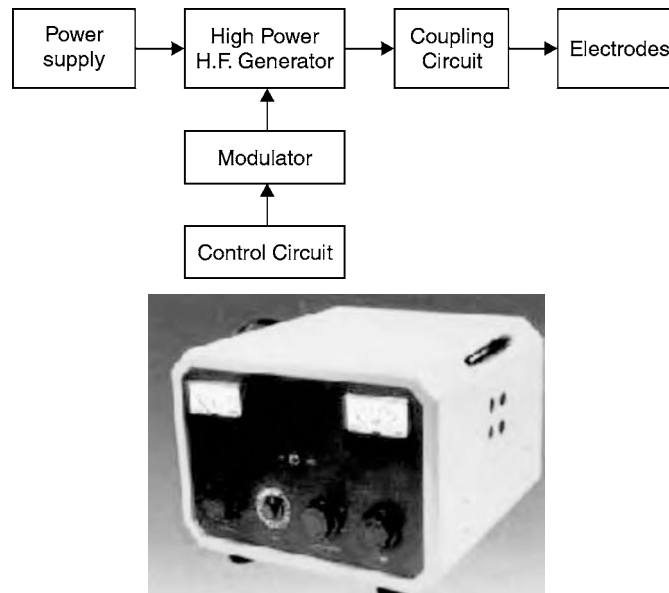 Power
supply
High Power
H.F. Generator
Coupling
Circuit
Electrodes
Modulator
Control Circuit